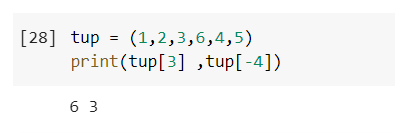 [28] tup = (1,2,3,6,4,5)
print(tup[3] ,tup[-4])
6 3